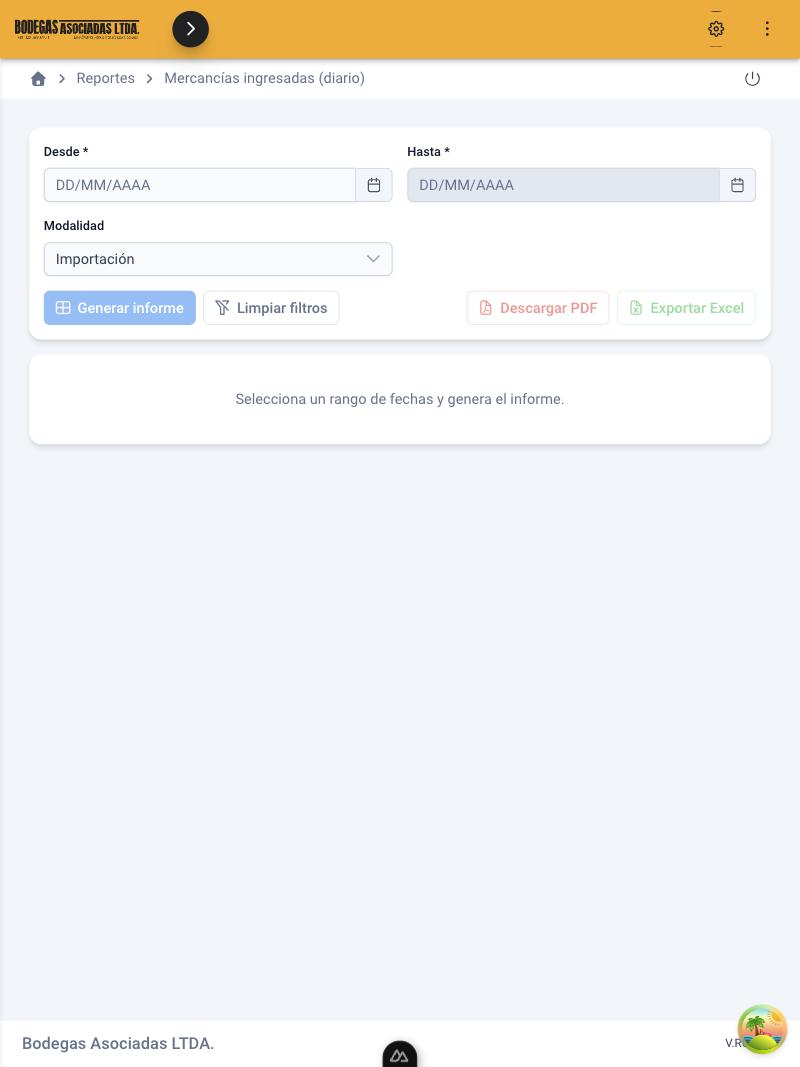 BODEGAS ASOCIADAS LTDA.
Reportes
Mercancías ingresadas (diario)
Desde *
Hasta *
DD/MM/AAAA
DD/MM/AAAA
Modalidad
Importación
Generar informe
Limpiar filtros
Descargar PDF
Exportar Excel
Selecciona un rango de fechas y genera el informe.
Bodegas Asociadas LTDA.